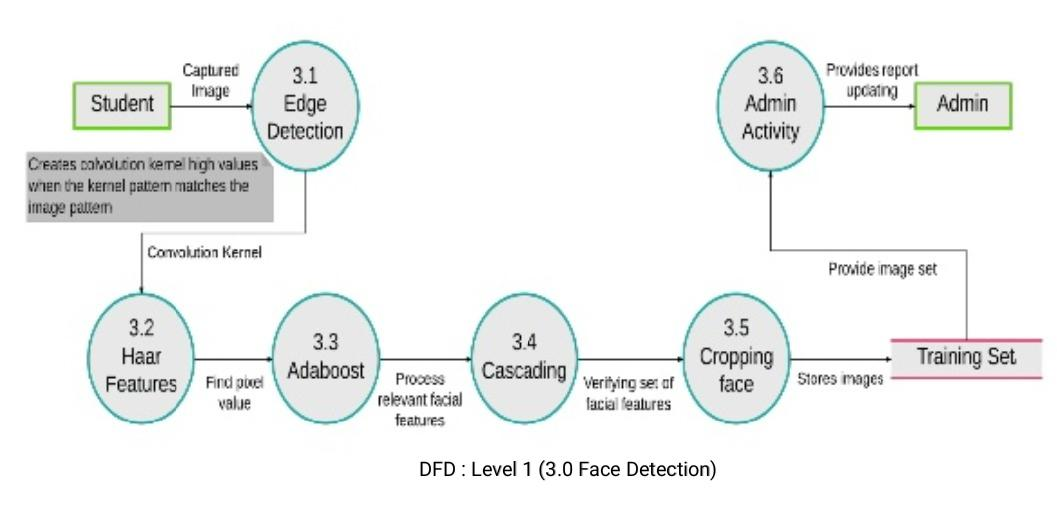 Captured
Image
Student
3.1
Edge
Detection
3.6
Admin
Activity
Provides report
updating
Admin
Creates colvolution kernel high values
when the kernel pattern matches the
image pattern
Convolution Kernel
Provide image set
3.2
Haar
Features
Find pixel
value
3.3
Adaboost
Process
relevant facial
features
3.4
Cascading
Verifying set of
facial features
3.5
Cropping
face
Stores images
Training Set
DFD : Level 1 (3.0 Face Detection)